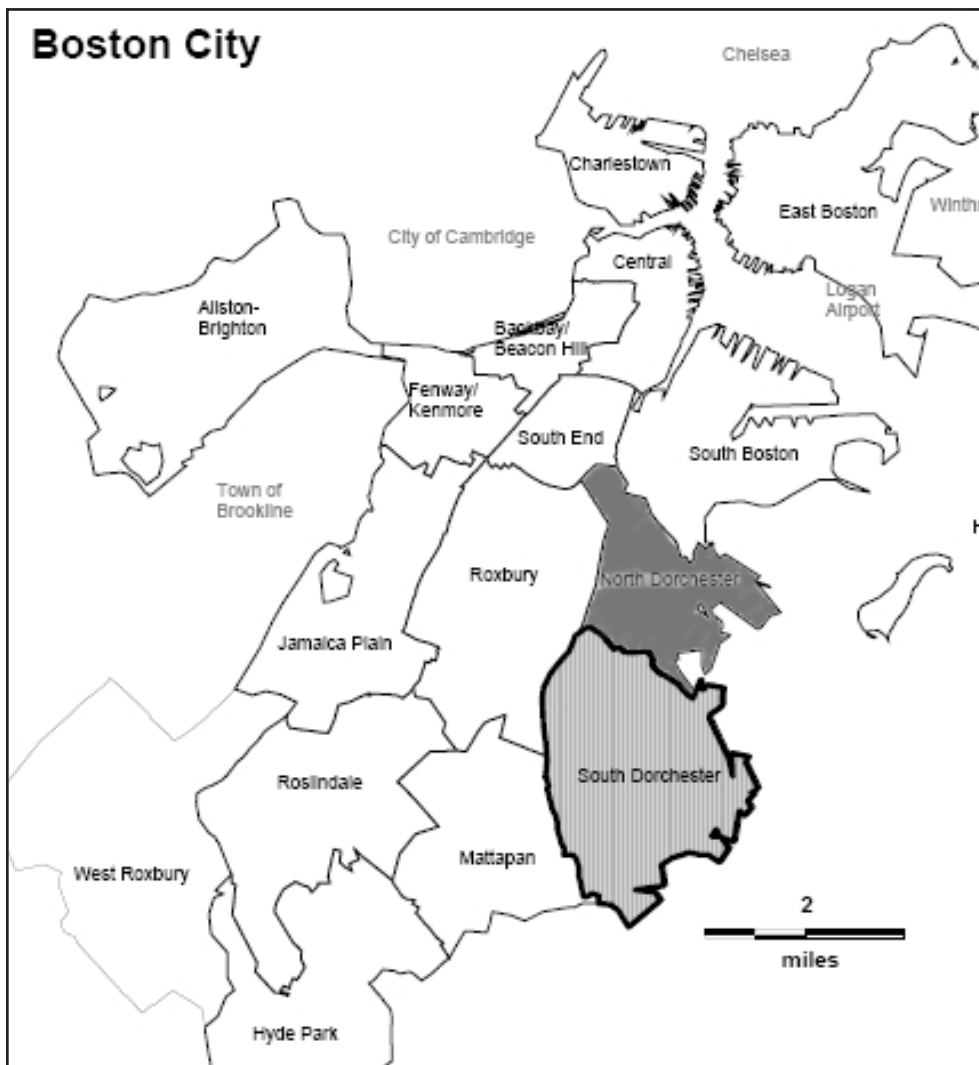 Boston City
Chelsea
Charlestown
East Boston
City of Cambridge
Central
Logan
Airport
Allston-
Brighton
Backbay/
Beacon Hill
Fenway/
Kenmore
South End
South Boston
Town of
Brookline
H
Roxbury
North Dorchester
Jamaica Plain
South Dorchester
Roslindale
Mattapan
West Roxbury
2
miles
Hyde Park